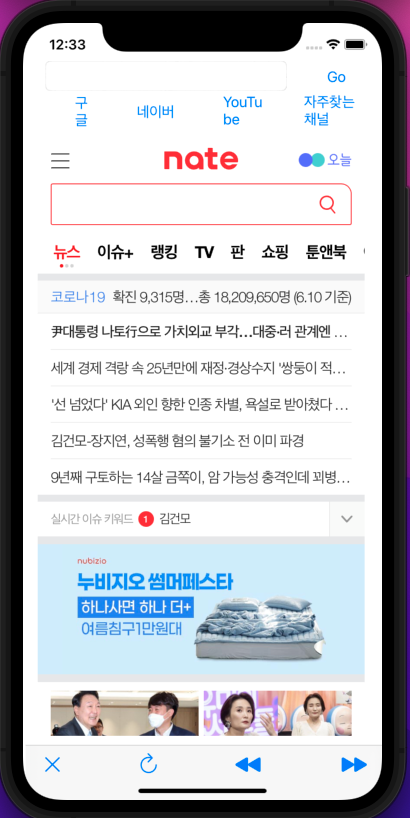 12:33
Go
구
글
네이버
YouTu
be
자주찾는
채널
nate
오늘
뉴스 이슈+ 랭킹 TV 판 쇼핑 툰앤북
코로나19 확진 9,315명…총 18,209,650명 (6.10 기준)
尹대통령 나토行으로 가치외교 부각…대중·러 관계엔 …
세계 경제 격랑 속 25년만에 재정·경상수지 '쌍둥이 적…
'선 넘었다' KIA 외인 향한 인종 차별, 욕설로 받아쳤다 …
김건모-장지연, 성폭행 혐의 불기소 전 이미 파경
9년째 구토하는 14살 금쪽이, 암 가능성 충격인데 꾀병…
실시간 이슈 키워드 1 김건모
nubizio
누비지오 썸머페스타
하나사면 하나 더+
여름침구1만원대